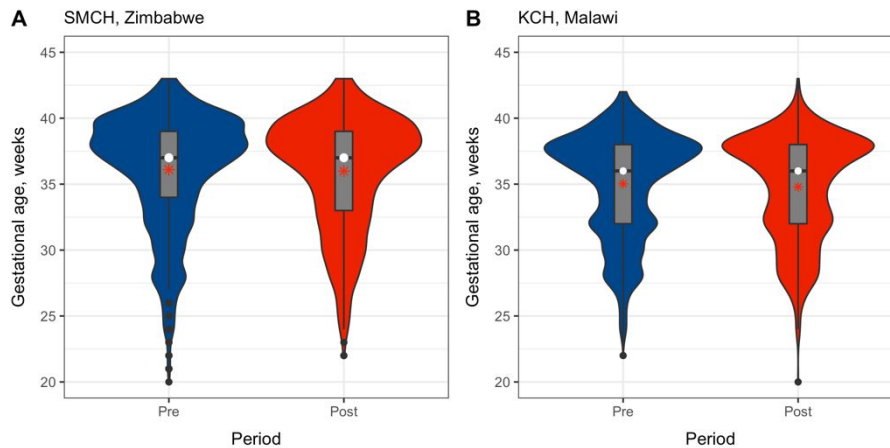 A SMCH, Zimbabwe
45
40
35
30
25
20
Gestational age, weeks
Pre Post
Period
B KCH, Malawi
45
40
35
30
25
20
Gestational age, weeks
Pre Post
Period